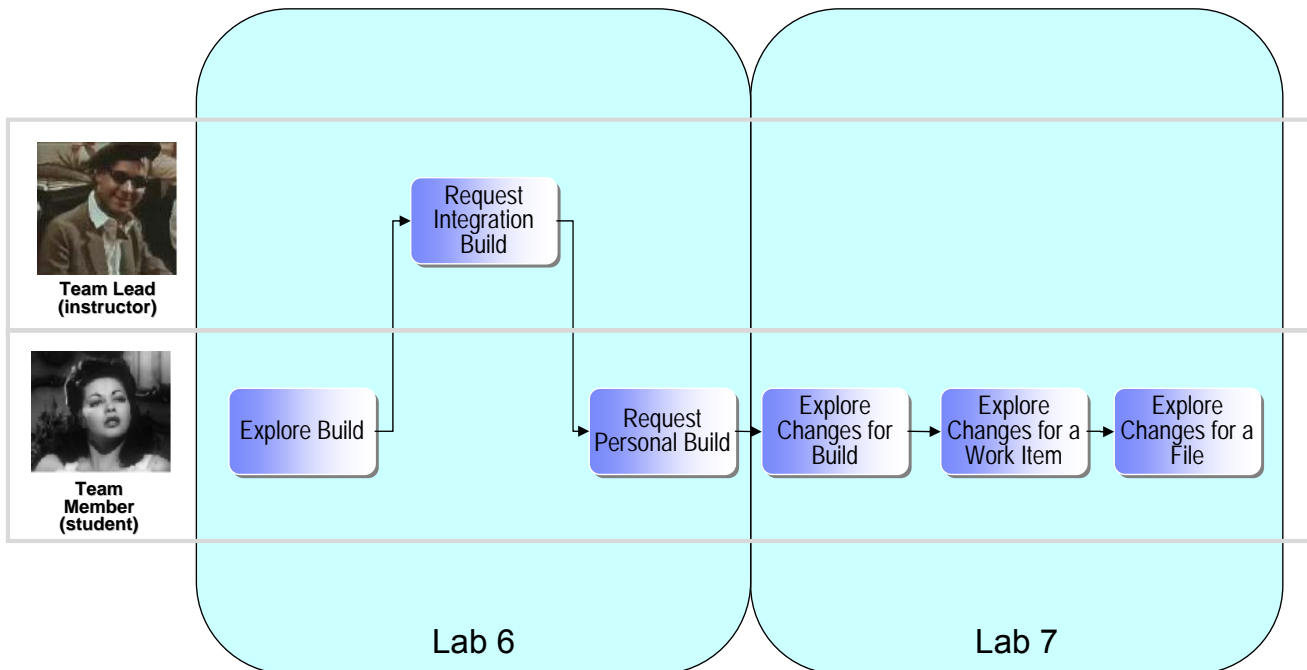 Team Lead
(instructor)
Request
Integration
Build
Team
Member
(student)
Explore Build
Request
Personal Build
Explore
Changes for
Build
Explore
Changes for a
Work Item
Explore
Changes for a
File
Lab 6
Lab 7